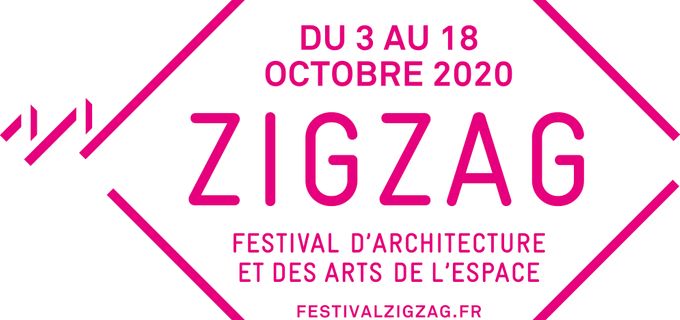 DU 3 AU 18
OCTOBRE 2020
ZIGZAG
FESTIVAL D'ARCHITECTURE
ET DES ARTS DE L'ESPACE
FESTIVALZIGZAG.FR